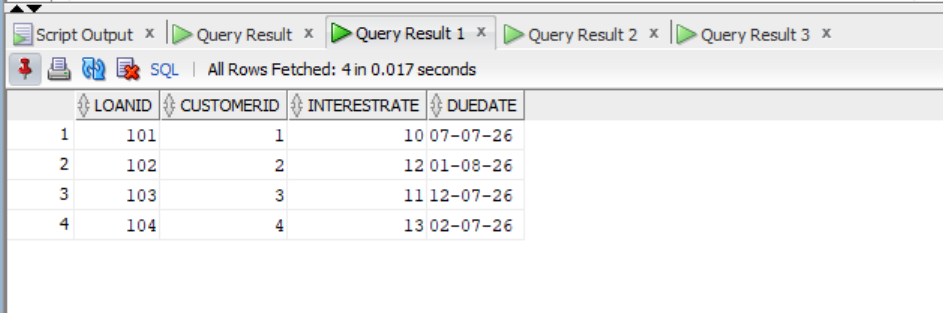 Script Output x Query Result x Query Result 1 x Query Result 2 x Query Result 3 x
SQL | All Rows Fetched: 4 in 0.017 seconds
LOANID CUSTOMERID INTERESTRATE DUEDATE
1 101 1 10 07-07-26
2 102 2 12 01-08-26
3 103 3 11 12-07-26
4 104 4 13 02-07-26